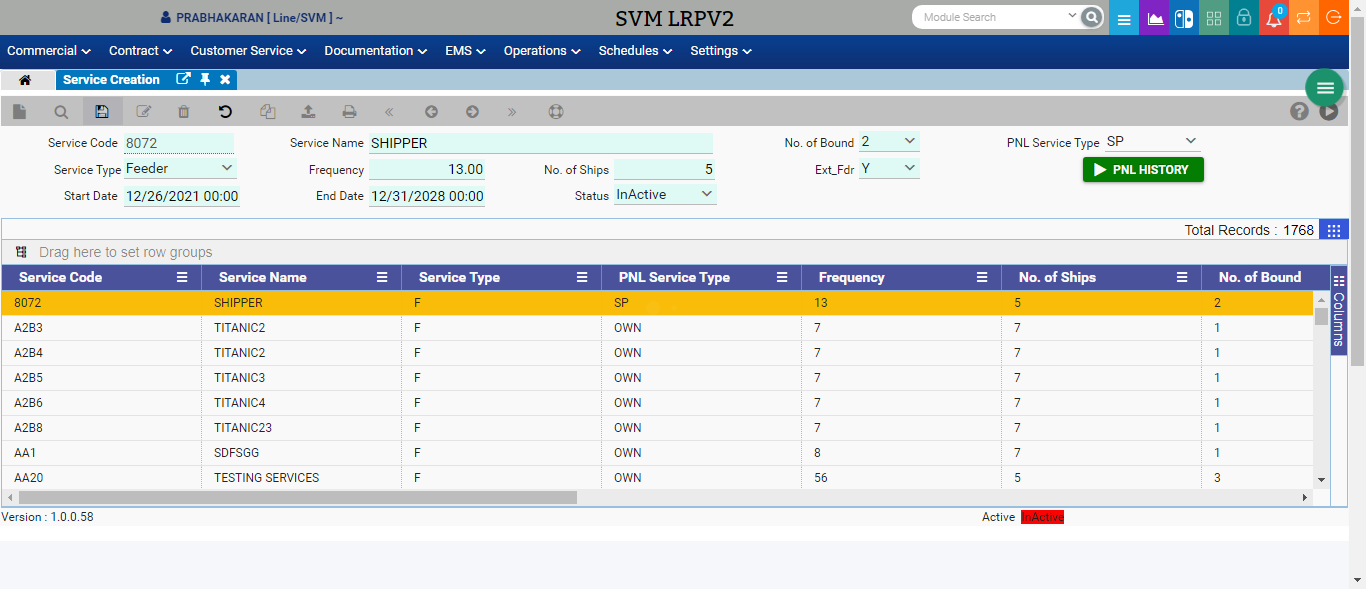 PRABHAKARAN [ Line/SVM ] ~ SVM LRPV2 Module Search 0
Commercial Contract Customer Service Documentation EMS Operations Schedules Settings
Service Creation
Service Code 8072 Service Name SHIPPER No. of Bound 2 PNL Service Type SP
Service Type Feeder Frequency 13.00 No. of Ships 5 Ext_Fdr Y PNL HISTORY
Start Date 12/26/2021 00:00 End Date 12/31/2028 00:00 Status InActive
Total Records : 1768
Drag here to set row groups
Service Code Service Name Service Type PNL Service Type Frequency No. of Ships No. of Bound
Columns
8072 SHIPPER F SP 13 5 2
A2B3 TITANIC2 F OWN 7 7 1
A2B4 TITANIC2 F OWN 7 7 1
A2B5 TITANIC3 F OWN 7 7 1
A2B6 TITANIC4 F OWN 7 7 1
A2B8 TITANIC23 F OWN 7 7 1
AA1 SDFSGG F OWN 8 7 1
AA20 TESTING SERVICES F OWN 56 5 3
Version : 1.0.0.58 Active InActive